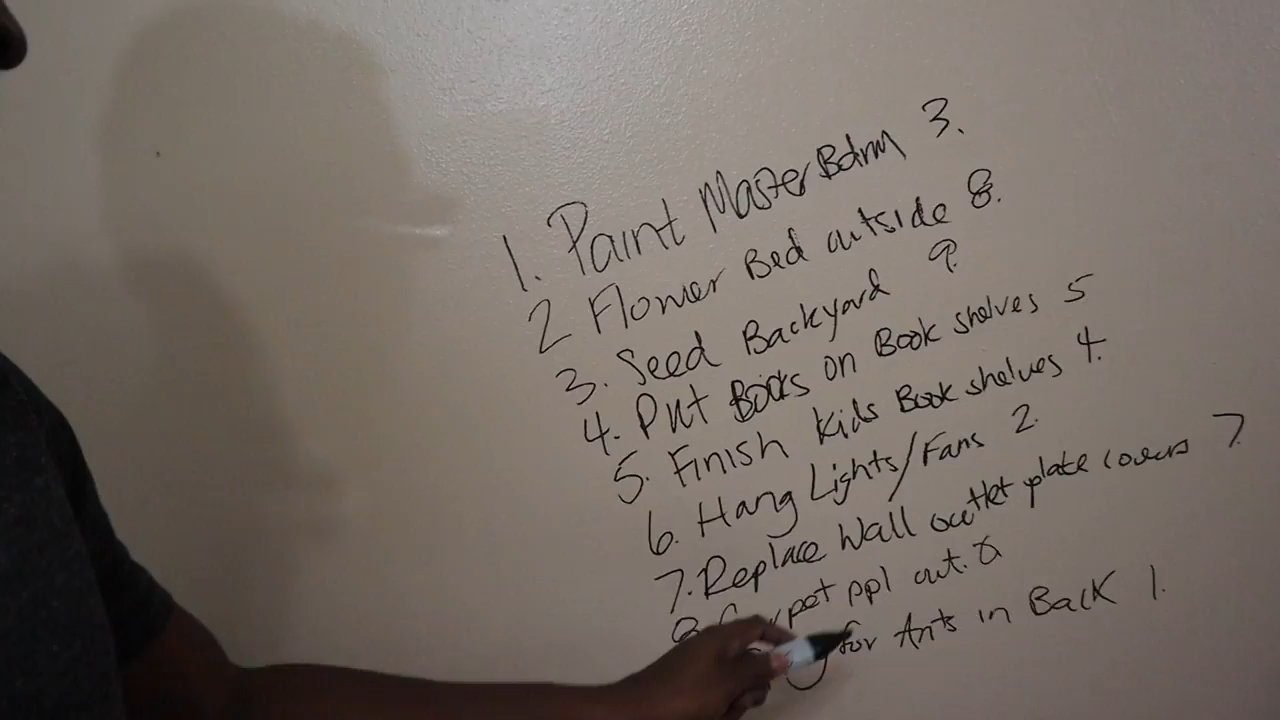 1. Paint Master Bdrm 3.
2 Flower Bed outside 8.
3. Seed Backyard 9.
4. Put Books on Book shelves 5
5. Finish Kids Book shelves 4.
6. Hang Lights/Fans 2.
7. Replace Wall outlet plate covers 7.
8. ppl out.
for Ants in Back 1.